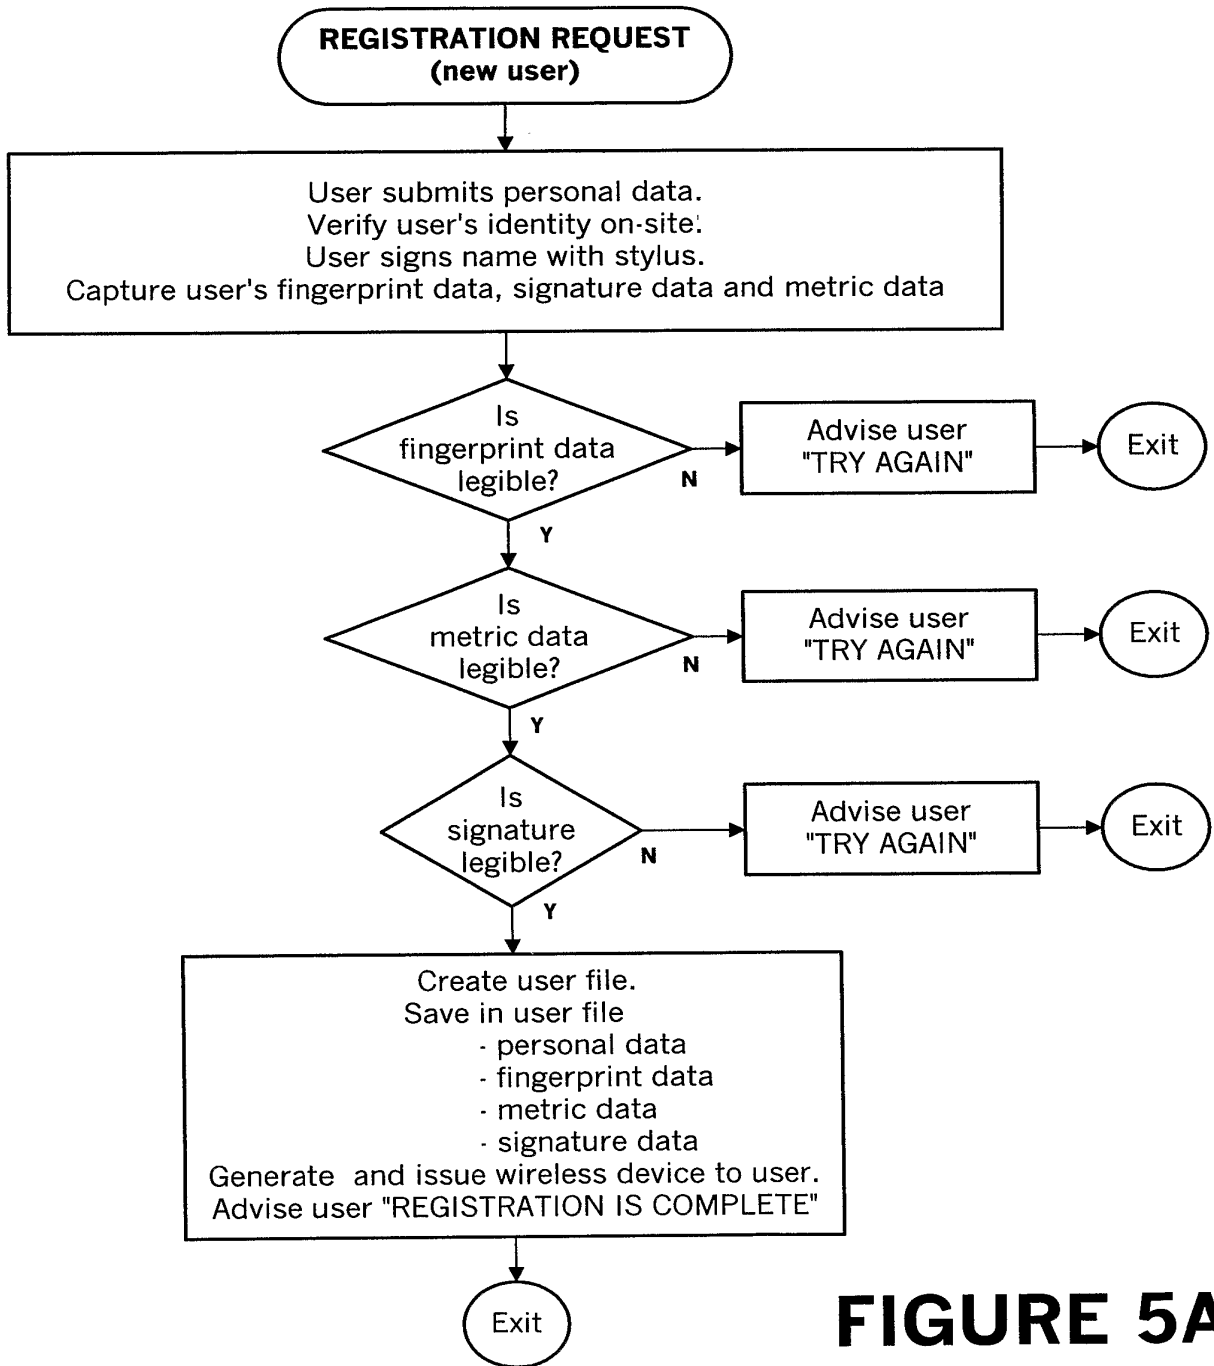 REGISTRATION REQUEST
(new user)
User submits personal data.
Verify user's identity on-site.
User signs name with stylus.
Capture user's fingerprint data, signature data and metric data
Is
fingerprint data
legible?
N
Advise user
"TRY AGAIN"
Exit
Y
Is
metric data
legible?
N
Advise user
"TRY AGAIN"
Exit
Y
Is
signature
legible?
N
Advise user
"TRY AGAIN"
Exit
Y
Create user file.
Save in user file
- personal data
- fingerprint data
- metric data
- signature data
Generate and issue wireless device to user.
Advise user "REGISTRATION IS COMPLETE"
Exit
FIGURE 5A